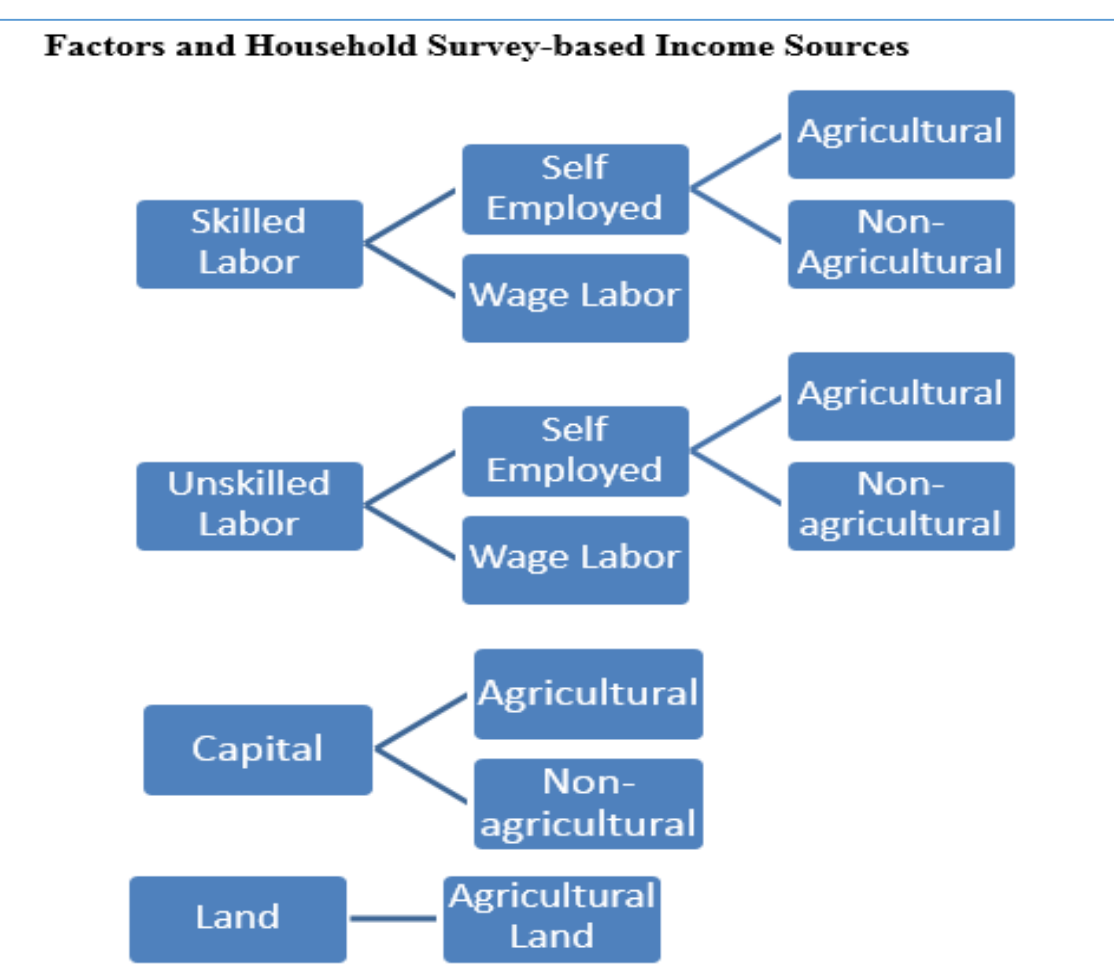 Factors and Household Survey-based Income Sources
Skilled
Labor
Self
Employed
Agricultural
Non-
Agricultural
Wage Labor
Unskilled
Labor
Self
Employed
Agricultural
Non-
agricultural
Wage Labor
Capital
Agricultural
Non-
agricultural
Land
Agricultural
Land